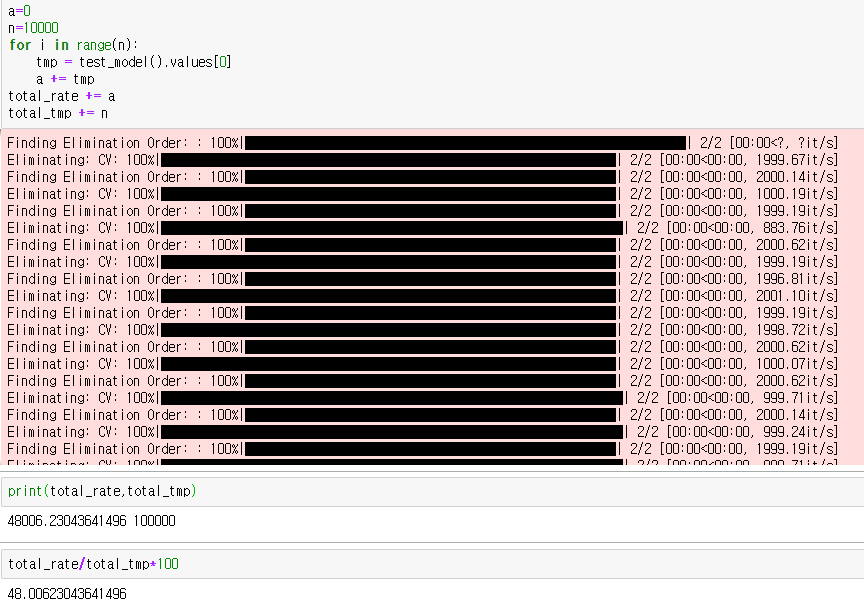 a=0
n=10000
for i in range(n):
    tmp = test_model().values[0]
    a += tmp
total_rate += a
total_tmp += n
Finding Elimination Order: : 100%| 2/2 [00:00<?, ?it/s]
Eliminating: CV: 100%| 2/2 [00:00<00:00, 1999.67it/s]
Finding Elimination Order: : 100%| 2/2 [00:00<00:00, 2000.14it/s]
Eliminating: CV: 100%| 2/2 [00:00<00:00, 1000.19it/s]
Finding Elimination Order: : 100%| 2/2 [00:00<00:00, 1999.19it/s]
Eliminating: CV: 100%| 2/2 [00:00<00:00, 883.76it/s]
Finding Elimination Order: : 100%| 2/2 [00:00<00:00, 2000.62it/s]
Eliminating: CV: 100%| 2/2 [00:00<00:00, 1999.19it/s]
Finding Elimination Order: : 100%| 2/2 [00:00<00:00, 1996.81it/s]
Eliminating: CV: 100%| 2/2 [00:00<00:00, 2001.10it/s]
Finding Elimination Order: : 100%| 2/2 [00:00<00:00, 1999.19it/s]
Eliminating: CV: 100%| 2/2 [00:00<00:00, 1998.72it/s]
Finding Elimination Order: : 100%| 2/2 [00:00<00:00, 2000.62it/s]
Eliminating: CV: 100%| 2/2 [00:00<00:00, 1000.07it/s]
Finding Elimination Order: : 100%| 2/2 [00:00<00:00, 2000.62it/s]
Eliminating: CV: 100%| 2/2 [00:00<00:00, 999.71it/s]
Finding Elimination Order: : 100%| 2/2 [00:00<00:00, 2000.14it/s]
Eliminating: CV: 100%| 2/2 [00:00<00:00, 999.24it/s]
Finding Elimination Order: : 100%| 2/2 [00:00<00:00, 1999.19it/s]
print(total_rate,total_tmp)
48006.23043641496 100000
total_rate/total_tmp*100
48.00623043641496